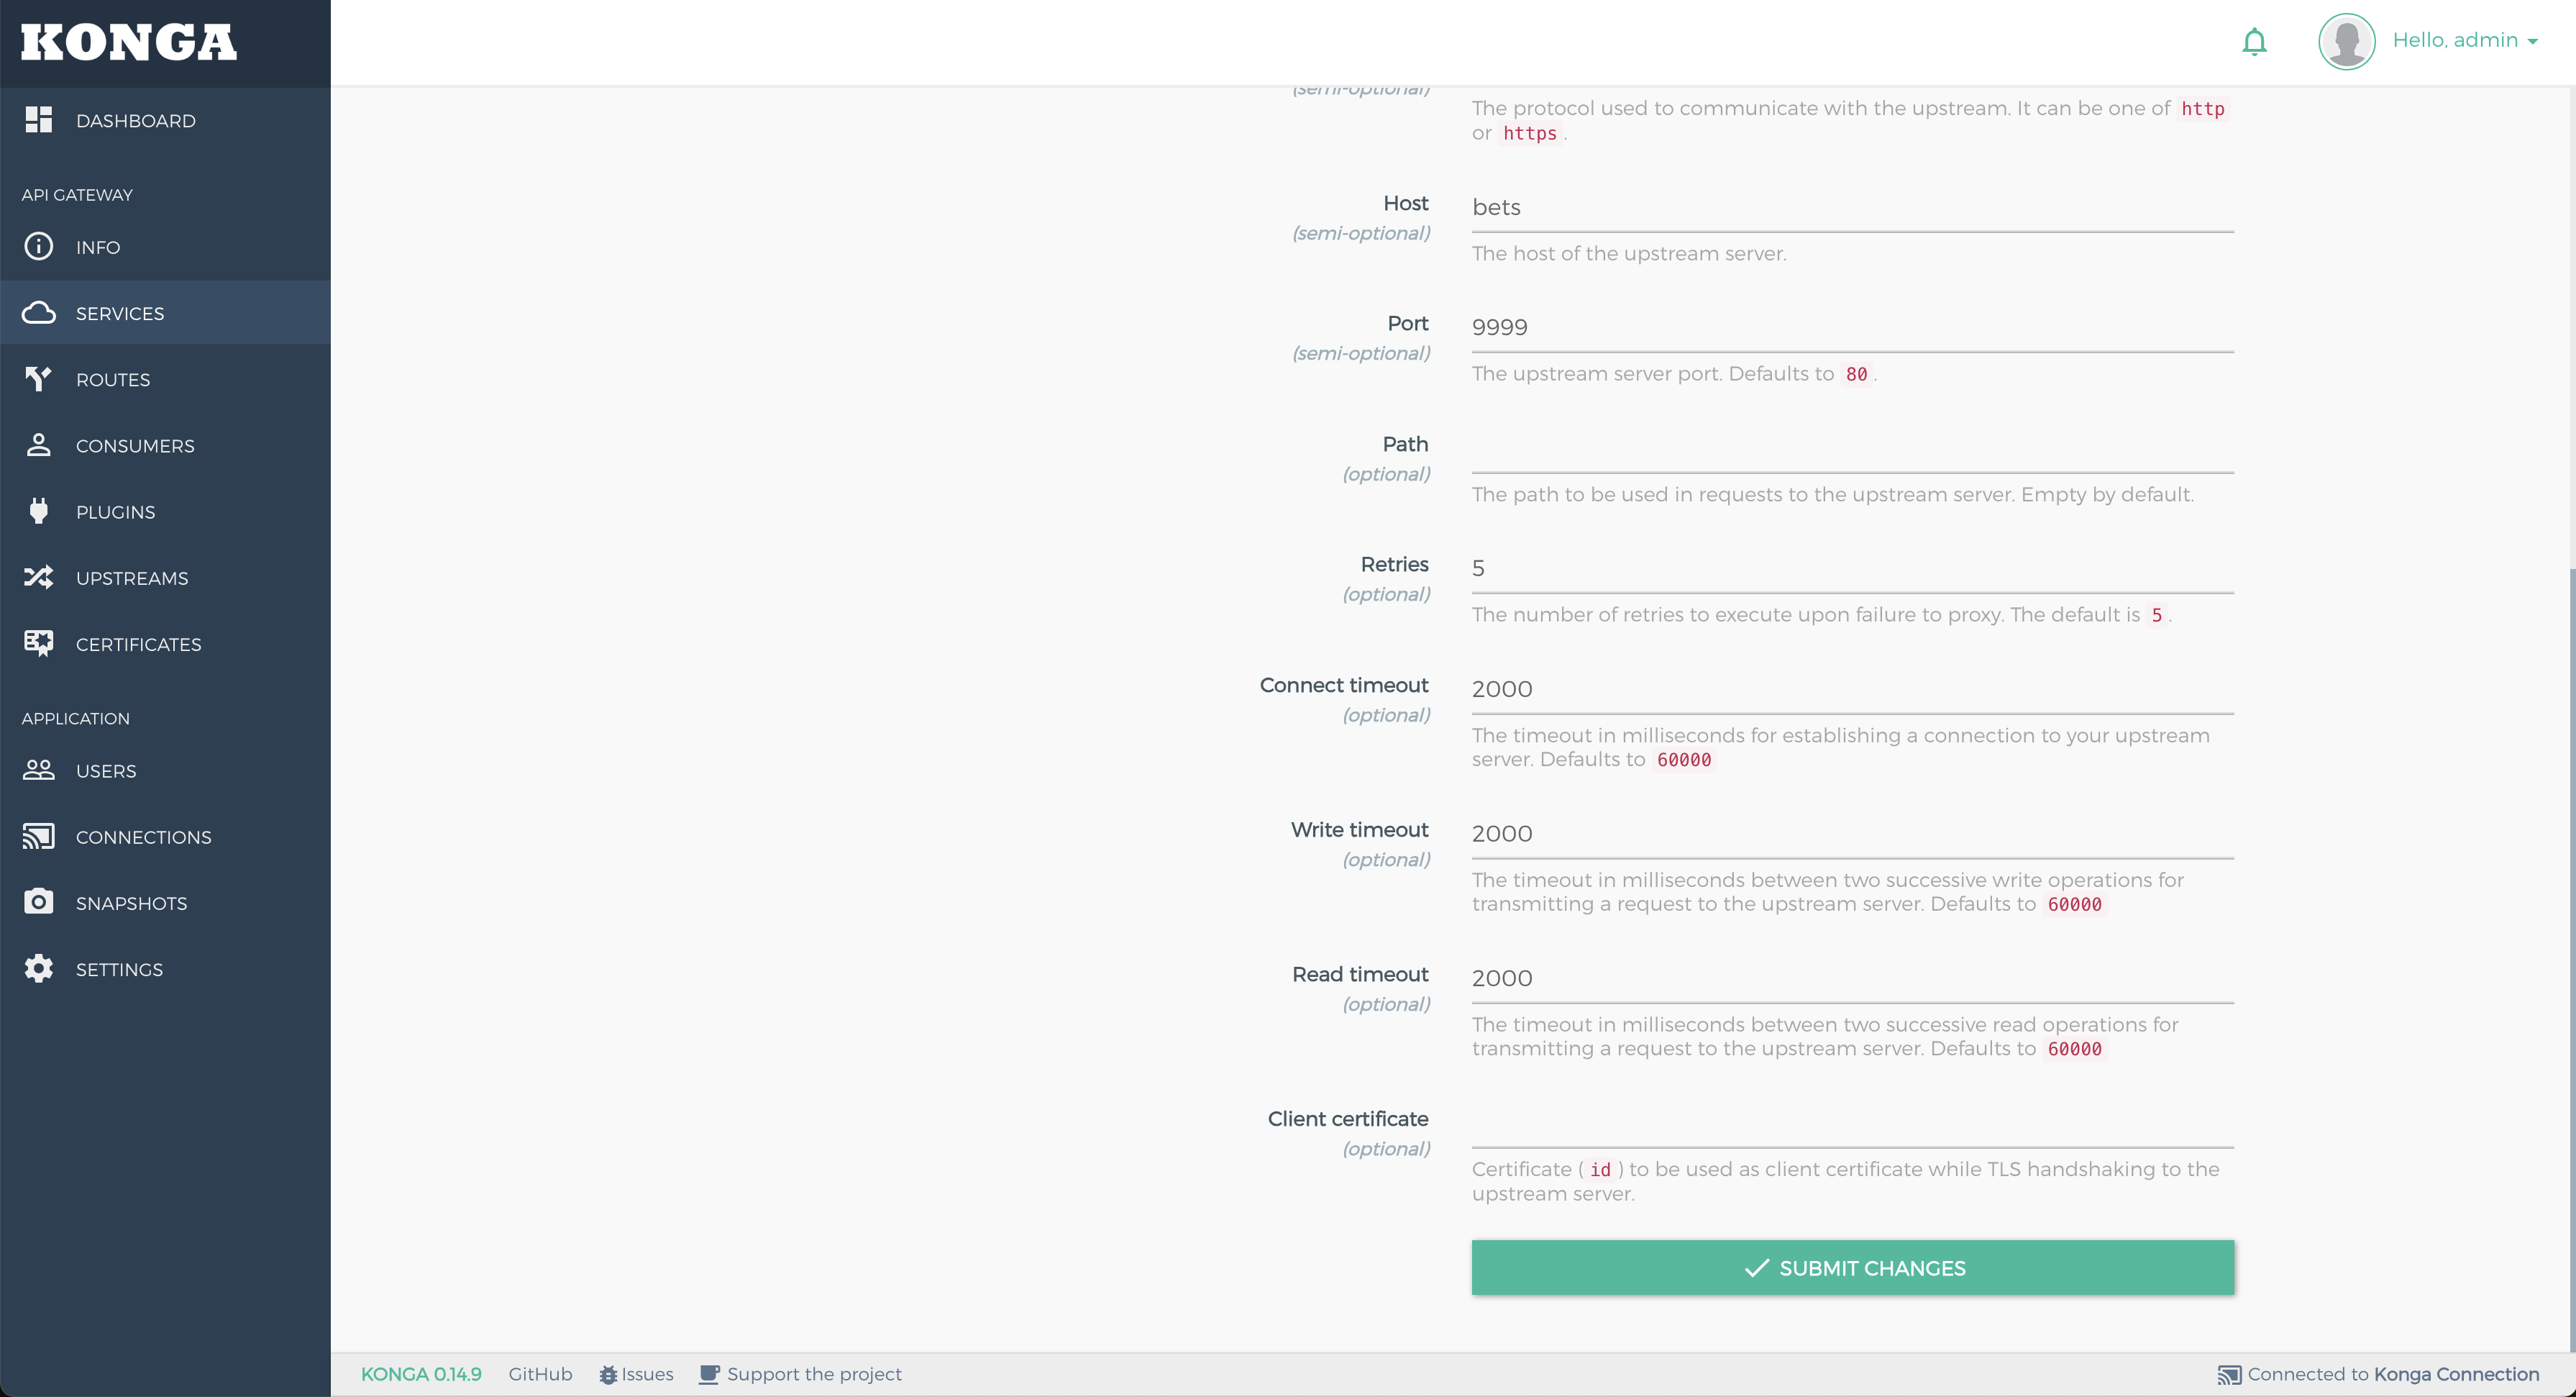 KONGA
Hello, admin
DASHBOARD
API GATEWAY
INFO
SERVICES
ROUTES
CONSUMERS
PLUGINS
UPSTREAMS
CERTIFICATES
APPLICATION
USERS
CONNECTIONS
SNAPSHOTS
SETTINGS
(semi-optional)
The protocol used to communicate with the upstream. It can be one of http
or https.
Host
(semi-optional)
bets
The host of the upstream server.
Port
(semi-optional)
9999
The upstream server port. Defaults to 80.
Path
(optional)
The path to be used in requests to the upstream server. Empty by default.
Retries
(optional)
5
The number of retries to execute upon failure to proxy. The default is 5.
Connect timeout
(optional)
2000
The timeout in milliseconds for establishing a connection to your upstream
server. Defaults to 60000
Write timeout
(optional)
2000
The timeout in milliseconds between two successive write operations for
transmitting a request to the upstream server. Defaults to 60000
Read timeout
(optional)
2000
The timeout in milliseconds between two successive read operations for
transmitting a request to the upstream server. Defaults to 60000
Client certificate
(optional)
Certificate (id) to be used as client certificate while TLS handshaking to the
upstream server.
SUBMIT CHANGES
KONGA 0.14.9 GitHub Issues Support the project
Connected to Konga Connection